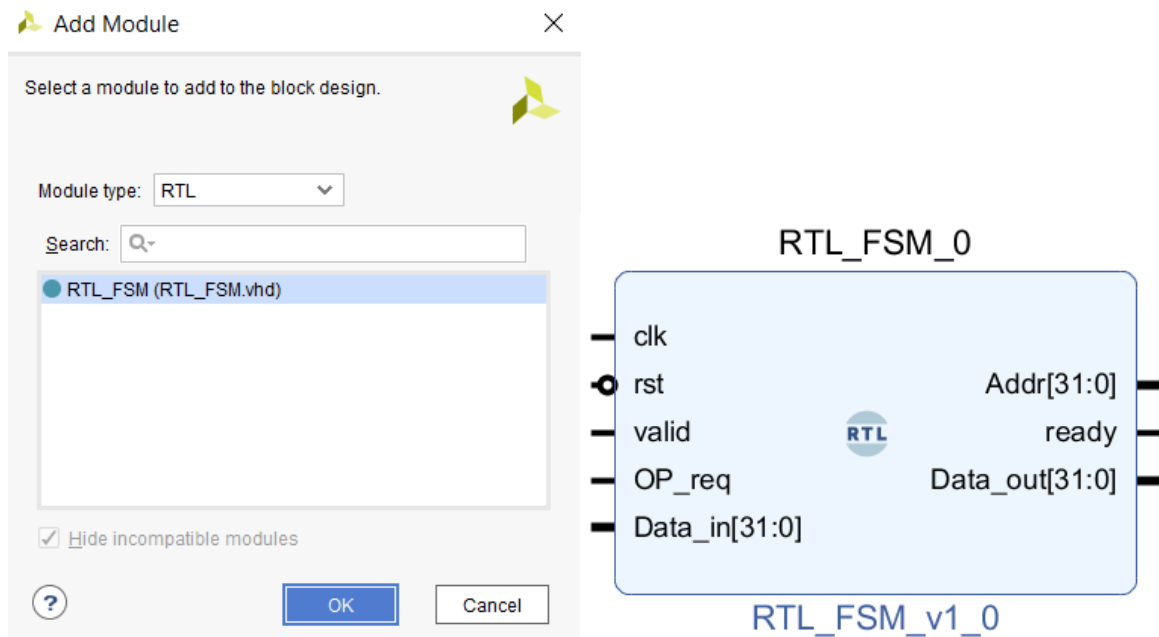 Add Module
Select a module to add to the block design.
Module type: RTL
Search:
RTL_FSM (RTL_FSM.vhd)
Hide incompatible modules
?
OK
Cancel
RTL_FSM_0
clk
rst
valid
OP_req
Data_in[31:0]
RTL
Addr[31:0]
ready
Data_out[31:0]
RTL_FSM_v1_0